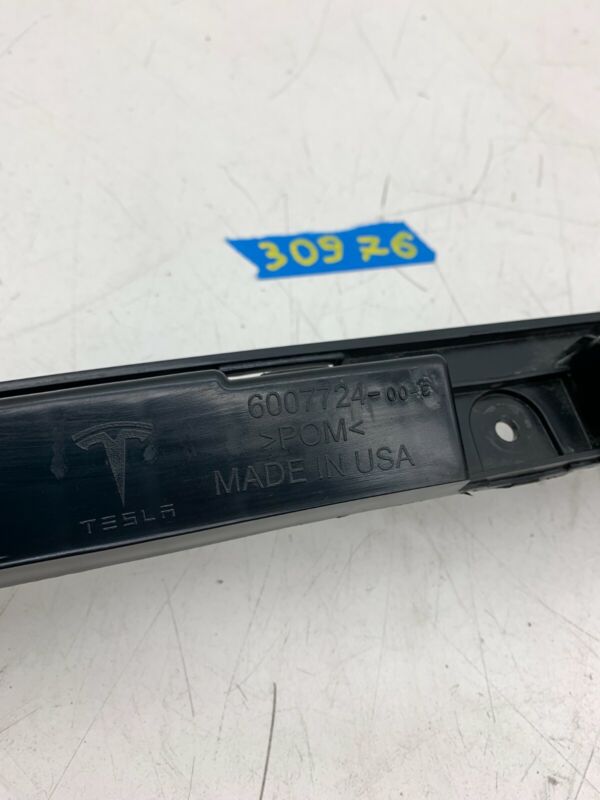 30976
6007724-00-B
>POM<
MADE IN USA
TESLA